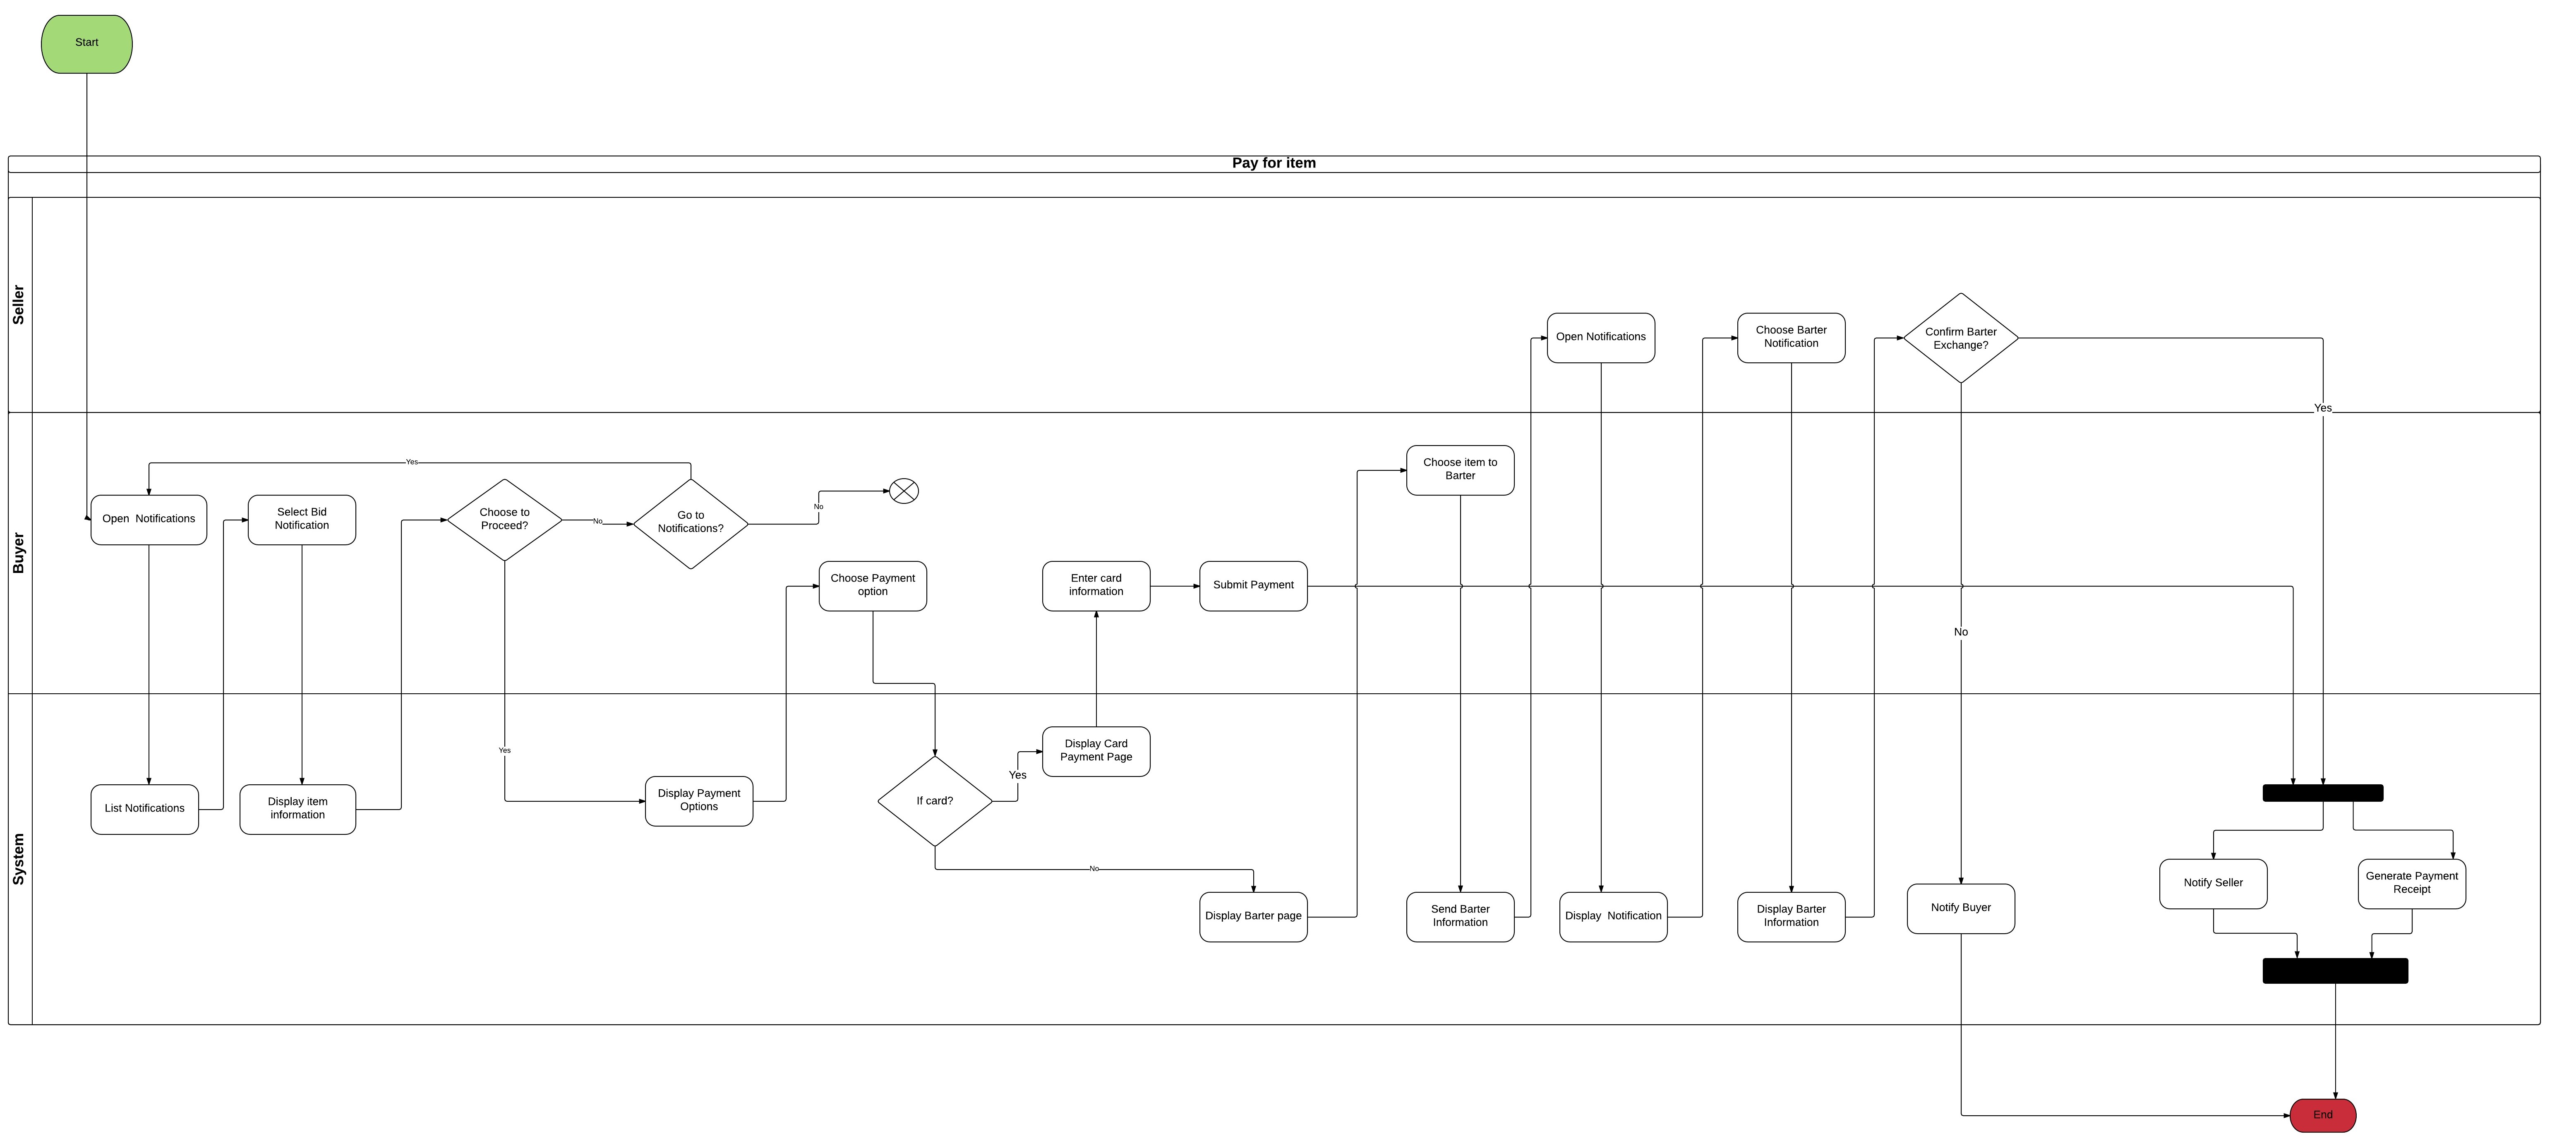 Start
Pay for item
Seller
Open Notifications
Choose Barter
Notification
Confirm Barter
Exchange?
Yes
Buyer
Yes
Open  Notifications
Select Bid
Notification
Choose to
Proceed?
No
Go to
Notifications?
No
Choose item to
Barter
Choose Payment
option
Enter card
information
Submit Payment
No
System
Yes
List Notifications
Display item
information
Display Payment
Options
If card?
Yes
Display Card
Payment Page
No
Display Barter page
Send Barter
Information
Display  Notification
Display Barter
Information
Notify Buyer
Notify Seller
Generate Payment
Receipt
End